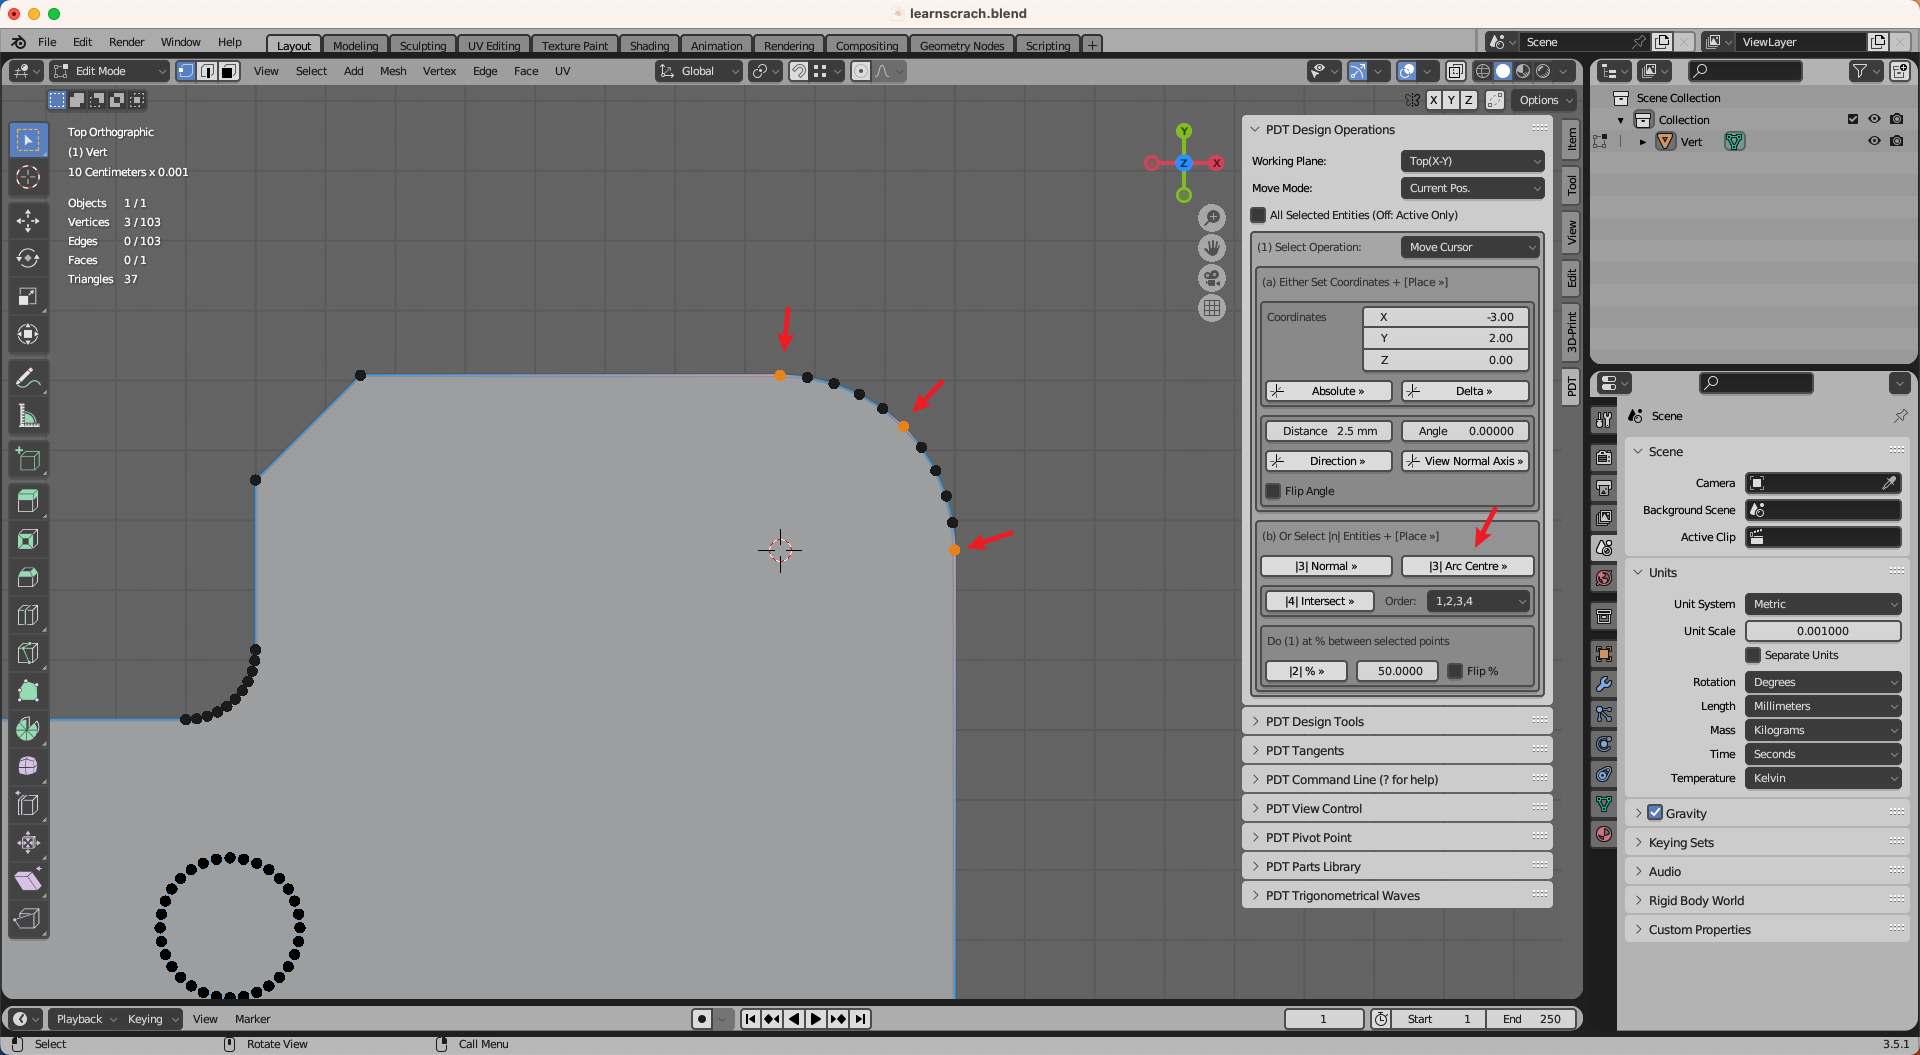 learnscrach.blend
File Edit Render Window Help Layout Modeling Sculpting UV Editing Texture Paint Shading Animation Rendering Compositing Geometry Nodes Scripting + Scene ViewLayer
Edit Mode View Select Add Mesh Vertex Edge Face UV Global
X Y Z Options
Top Orthographic
(1) Vert
10 Centimeters x 0.001
Objects 1 / 1
Vertices 3 / 103
Edges 0 / 103
Faces 0 / 1
Triangles 37
Y
Z X
PDT Design Operations
Working Plane: Top(X-Y)
Move Mode: Current Pos.
All Selected Entities (Off: Active Only)
(1) Select Operation: Move Cursor
(a) Either Set Coordinates + [Place »]
Coordinates X -3.00
Y 2.00
Z 0.00
Absolute » Delta »
Distance 2.5 mm Angle 0.00000
Direction » View Normal Axis »
Flip Angle
(b) Or Select |n| Entities + [Place »]
|3| Normal » |3| Arc Centre »
|4| Intersect » Order: 1,2,3,4
Do (1) at % between selected points
|2| % » 50.0000 Flip %
PDT Design Tools
PDT Tangents
PDT Command Line (? for help)
PDT View Control
PDT Pivot Point
PDT Parts Library
PDT Trigonometrical Waves
Item
Tool
View
Edit
3D-Print
PDT
Scene Collection
Collection
Vert
Scene
Scene
Camera
Background Scene
Active Clip
Units
Unit System Metric
Unit Scale 0.001000
Separate Units
Rotation Degrees
Length Millimeters
Mass Kilograms
Time Seconds
Temperature Kelvin
Gravity
Keying Sets
Audio
Rigid Body World
Custom Properties
Playback Keying View Marker 1 Start 1 End 250
Select Rotate View Call Menu 3.5.1